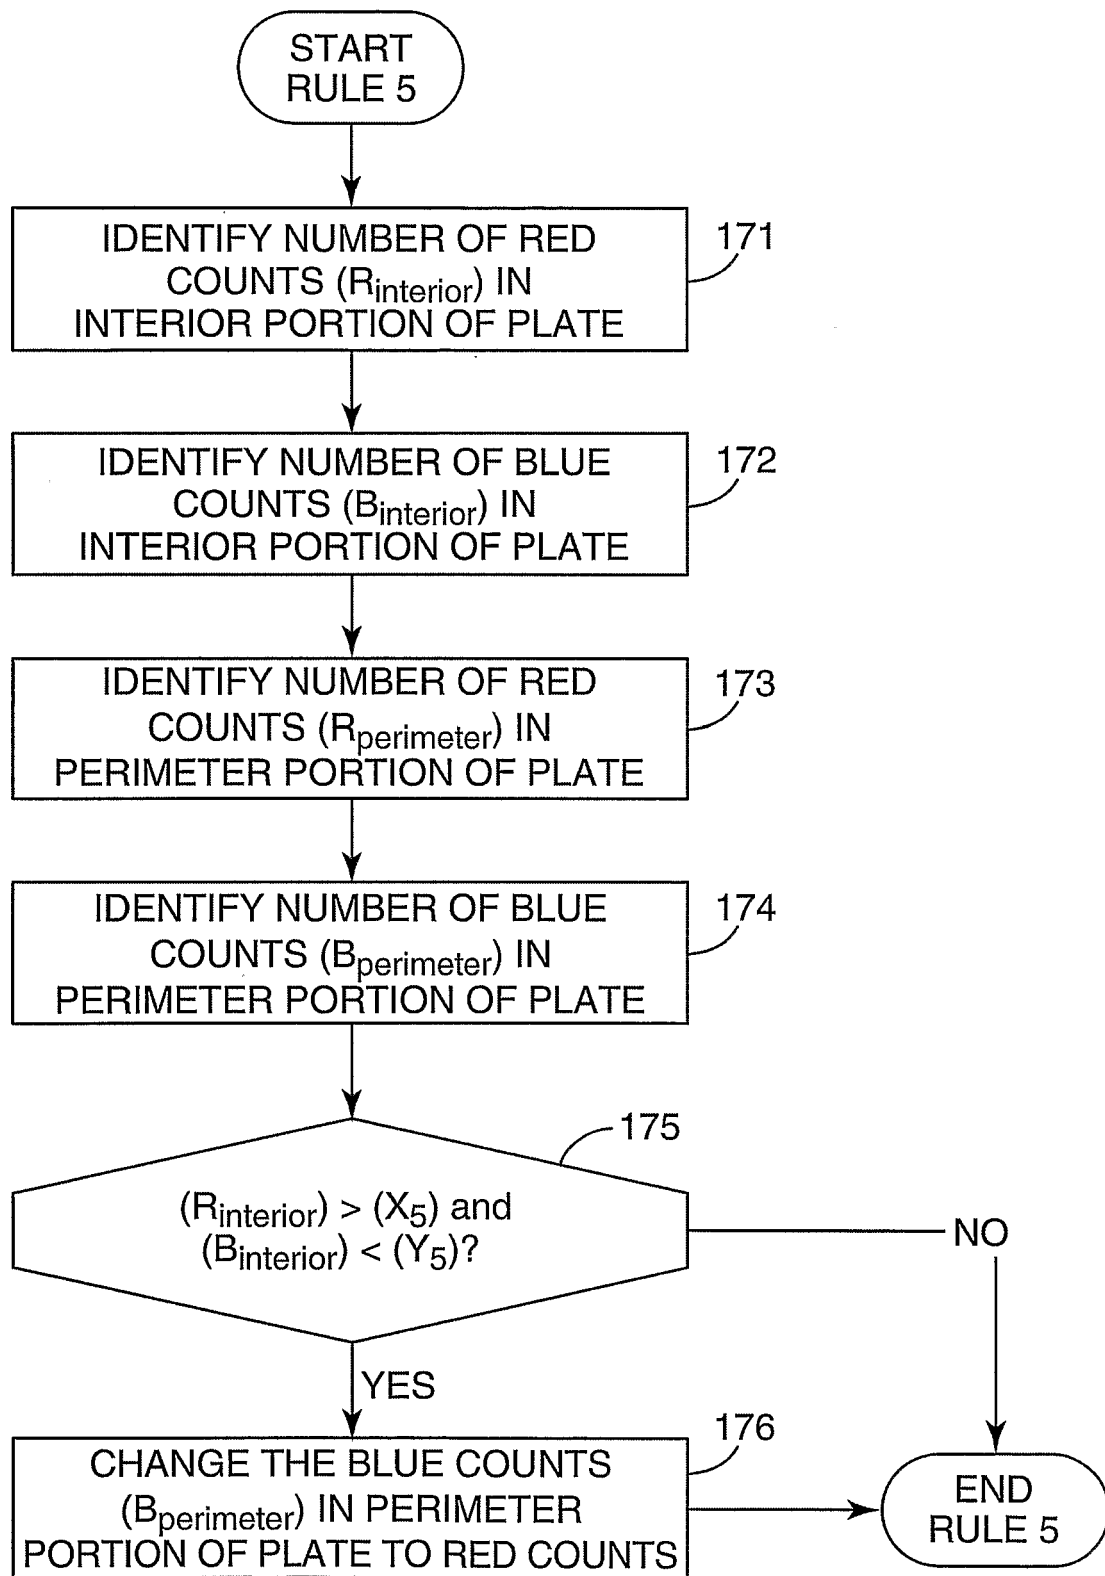 START
RULE 5
IDENTIFY NUMBER OF RED
COUNTS (Rinterior) IN
INTERIOR PORTION OF PLATE
171
IDENTIFY NUMBER OF BLUE
COUNTS (Binterior) IN
INTERIOR PORTION OF PLATE
172
IDENTIFY NUMBER OF RED
COUNTS (Rperimeter) IN
PERIMETER PORTION OF PLATE
173
IDENTIFY NUMBER OF BLUE
COUNTS (Bperimeter) IN
PERIMETER PORTION OF PLATE
174
175
(Rinterior) > (X5) and
(Binterior) < (Y5)?
NO
YES
176
CHANGE THE BLUE COUNTS
(Bperimeter) IN PERIMETER
PORTION OF PLATE TO RED COUNTS
END
RULE 5